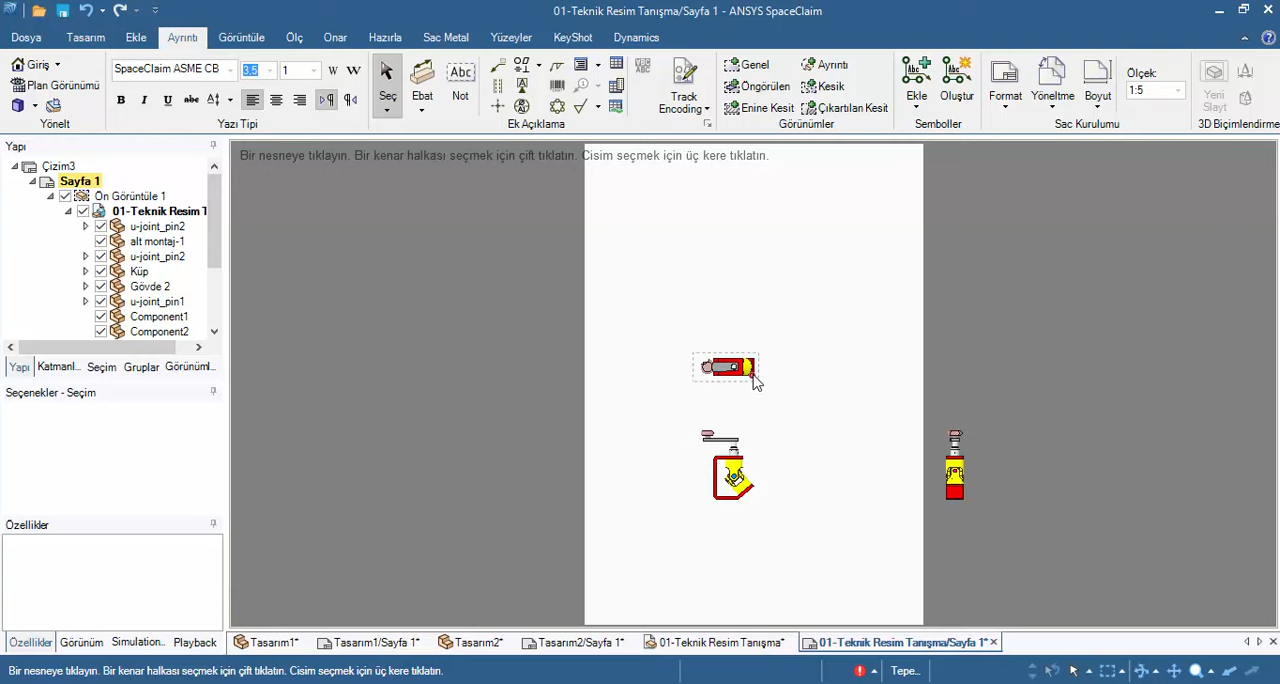 01-Teknik Resim Tanışma/Sayfa 1 - ANSYS SpaceClaim
Dosya Tasarım Ekle Ayrıntı Görüntüle Ölç Onar Hazırla Sac Metal Yüzeyler KeyShot Dynamics
Giriş
Plan Görünümü
Yönelt
SpaceClaim ASME CB 3,5 1 W W
B I U abc A
Yazı Tipi
Seç
Ebat
Abc
Not
ABC
ABC
Track
Encoding
Ek Açıklama
Genel Ayrıntı
Öngörülen Kesik
Enine Kesit Çıkartılan Kesit
Görünümler
Ekle Oluştur
Semboller
Format Yöneltme Boyut
Ölçek:
1:5
Sac Kurulumu
Yeni
Slayt
3D Biçimlendirme
Yapı
Çizim3
Sayfa 1
Ön Görüntüle 1
01-Teknik Resim T
u-joint_pin2
alt montaj-1
u-joint_pin2
Küp
Gövde 2
u-joint_pin1
Component1
Component2
Yapı Katmanl... Seçim Gruplar Görünüml...
Seçenekler - Seçim
Özellikler
Özellikler Görünüm Simulation.. Playback
Bir nesneye tıklayın. Bir kenar halkası seçmek için çift tıklatın. Cisim seçmek için üç kere tıklatın.
Tasarım1* Tasarım1/Sayfa 1* Tasarım2* Tasarım2/Sayfa 1* 01-Teknik Resim Tanışma* 01-Teknik Resim Tanışma/Sayfa 1*
Bir nesneye tıklayın. Bir kenar halkası seçmek için çift tıklatın. Cisim seçmek için üç kere tıklatın. Tepe...